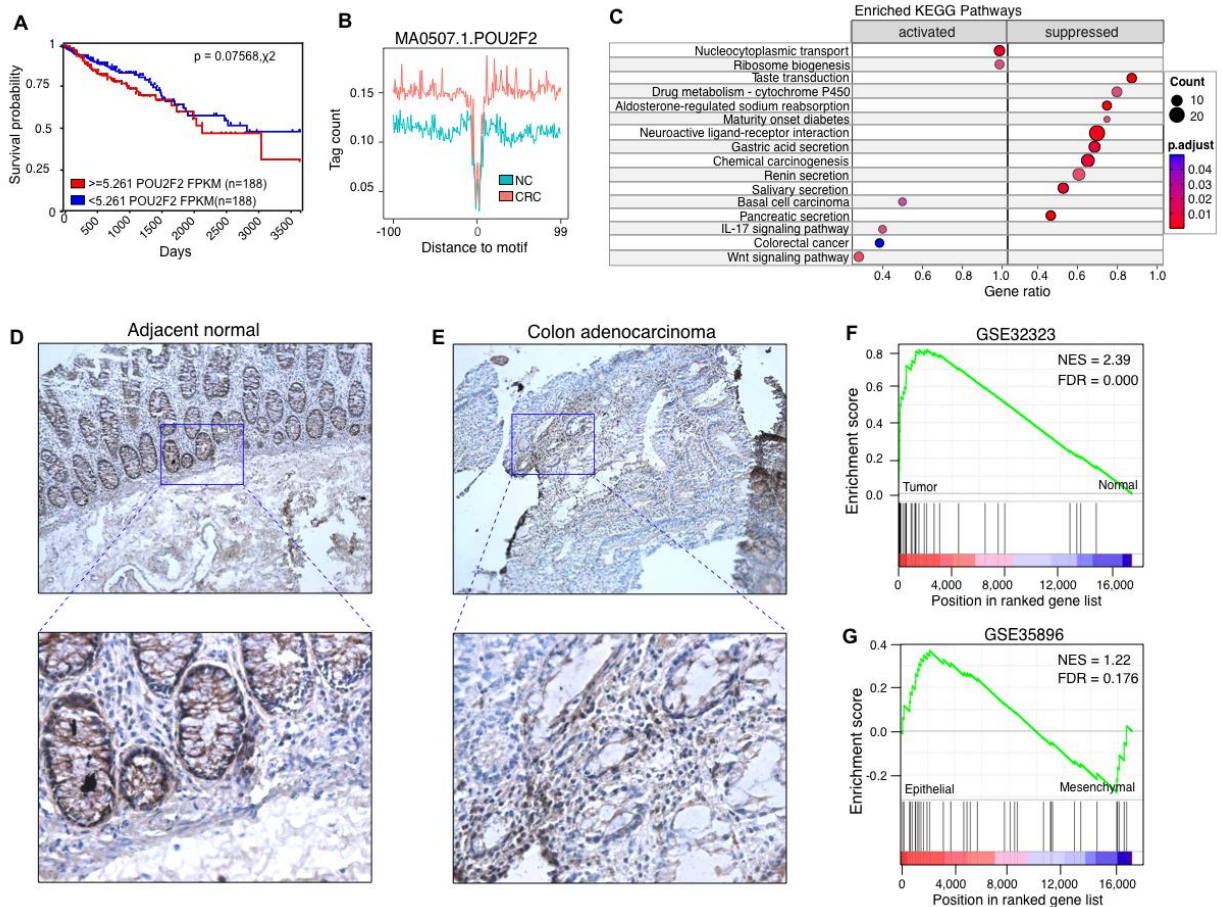 A
Survival probability
1
0.75
0.5
0.25
0
p = 0.07568,χ2
>=5.261 POU2F2 FPKM (n=188)
<5.261 POU2F2 FPKM(n=188)
0 500 1000 1500 2000 2500 3000 3500
Days
B
MA0507.1.POU2F2
Tag count
0.15
0.10
0.05
NC
CRC
-100 0 99
Distance to motif
C
Enriched KEGG Pathways
activated suppressed
Nucleocytoplasmic transport
Ribosome biogenesis
Taste transduction
Drug metabolism - cytochrome P450
Aldosterone-regulated sodium reabsorption
Maturity onset diabetes
Neuroactive ligand-receptor interaction
Gastric acid secretion
Chemical carcinogenesis
Renin secretion
Salivary secretion
Basal cell carcinoma
Pancreatic secretion
IL-17 signaling pathway
Colorectal cancer
Wnt signaling pathway
0.4 0.6 0.8 1.0 0.4 0.6 0.8 1.0
Gene ratio
Count
10
20
p.adjust
0.04
0.03
0.02
0.01
D
Adjacent normal
E
Colon adenocarcinoma
F
GSE32323
Enrichment score
0.8
0.6
0.4
0.2
0.0
NES = 2.39
FDR = 0.000
Tumor Normal
0 4,000 8,000 12,000 16,000
Position in ranked gene list
G
GSE35896
Enrichment score
0.4
0.2
0.0
-0.2
NES = 1.22
FDR = 0.176
Epithelial Mesenchymal
0 4,000 8,000 12,000 16,000
Position in ranked gene list